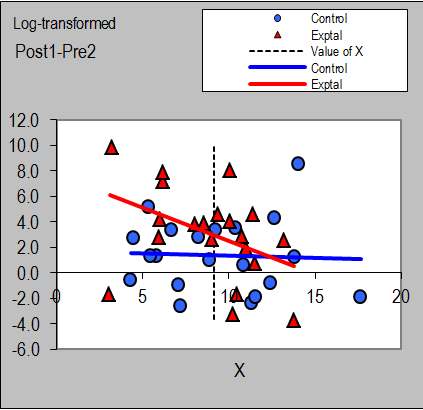 Log-transformed
Post1-Pre2
Control
Exptal
Value of X
Control
Exptal
12.0
10.0
8.0
6.0
4.0
2.0
0.0
-2.0
-4.0
-6.0
0 5 10 15 20
X